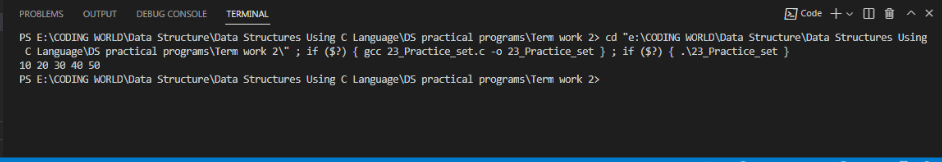 PROBLEMS OUTPUT DEBUG CONSOLE TERMINAL Code
PS E:\CODING WORLD\Data Structure\Data Structures Using C Language\DS practical programs\Term work 2> cd "e:\CODING WORLD\Data Structure\Data Structures Using
C Language\DS practical programs\Term work 2\" ; if ($?) { gcc 23_Practice_set.c -o 23_Practice_set } ; if ($?) { .\23_Practice_set }
10 20 30 40 50
PS E:\CODING WORLD\Data Structure\Data Structures Using C Language\DS practical programs\Term work 2>